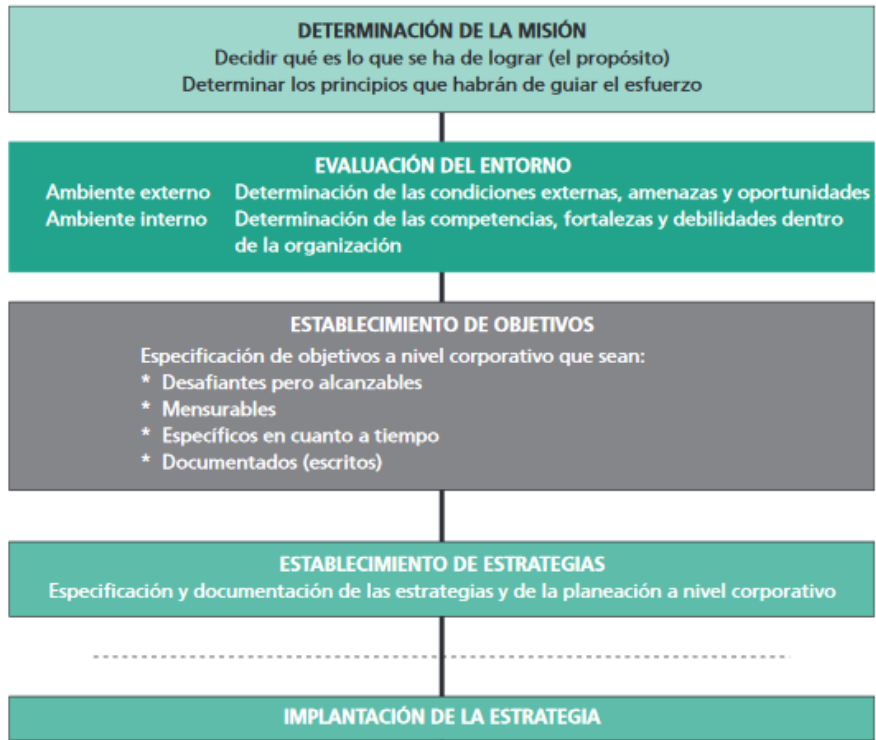 DETERMINACIÓN DE LA MISIÓN
Decidir qué es lo que se ha de lograr (el propósito)
Determinar los principios que habrán de guiar el esfuerzo
EVALUACIÓN DEL ENTORNO
Ambiente externo Determinación de las condiciones externas, amenazas y oportunidades
Ambiente interno Determinación de las competencias, fortalezas y debilidades dentro
de la organización
ESTABLECIMIENTO DE OBJETIVOS
Especificación de objetivos a nivel corporativo que sean:
* Desafiantes pero alcanzables
* Mensurables
* Específicos en cuanto a tiempo
* Documentados (escritos)
ESTABLECIMIENTO DE ESTRATEGIAS
Especificación y documentación de las estrategias y de la planeación a nivel corporativo
IMPLANTACIÓN DE LA ESTRATEGIA